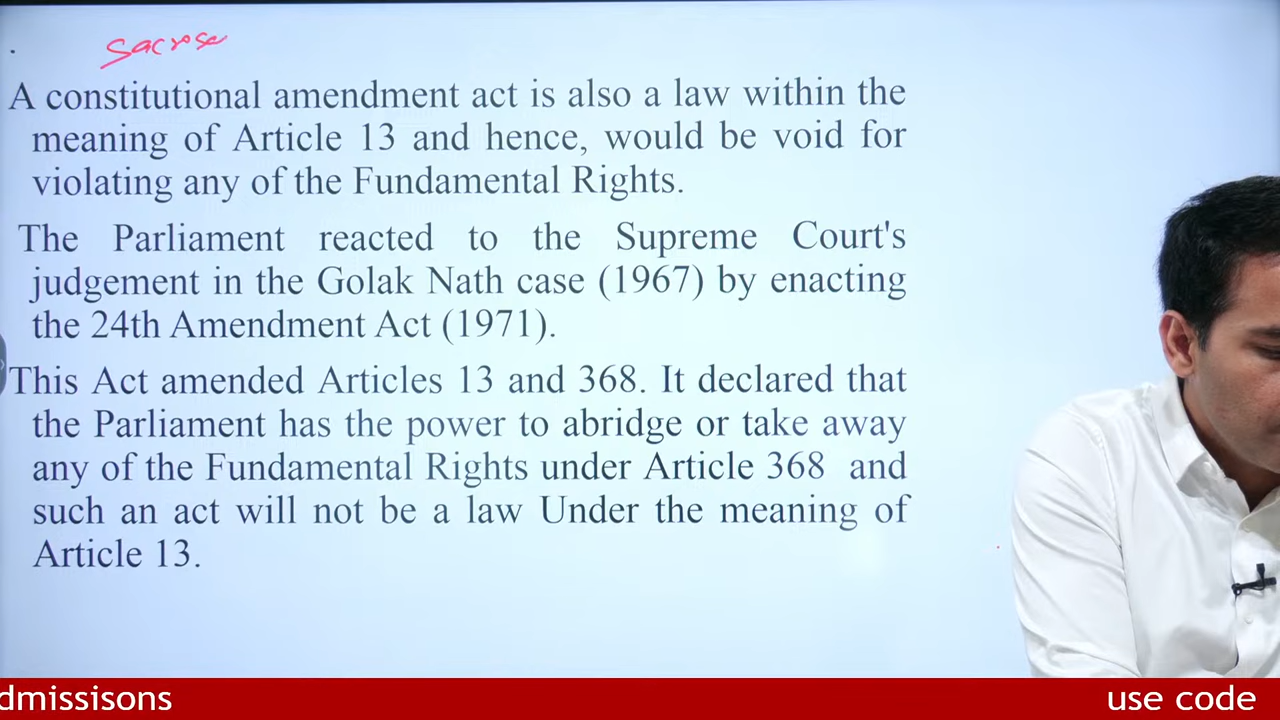 A constitutional amendment act is also a law within the
meaning of Article 13 and hence, would be void for
violating any of the Fundamental Rights.
The Parliament reacted to the Supreme Court's
judgement in the Golak Nath case (1967) by enacting
the 24th Amendment Act (1971).
This Act amended Articles 13 and 368. It declared that
the Parliament has the power to abridge or take away
any of the Fundamental Rights under Article 368 and
such an act will not be a law Under the meaning of
Article 13.
dmissisons
use code